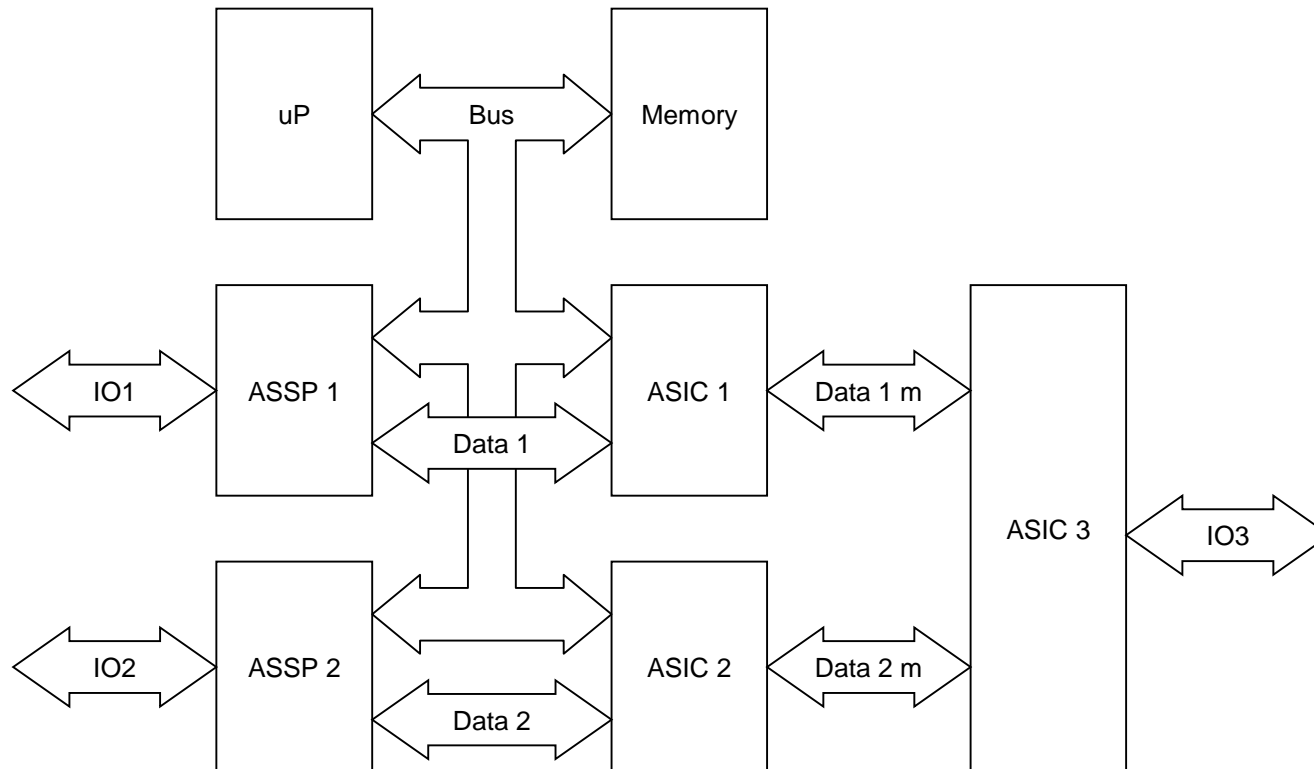 uP
Bus
Memory
IO1
ASSP 1
ASIC 1
Data 1 m
Data 1
ASIC 3
IO3
IO2
ASSP 2
ASIC 2
Data 2 m
Data 2